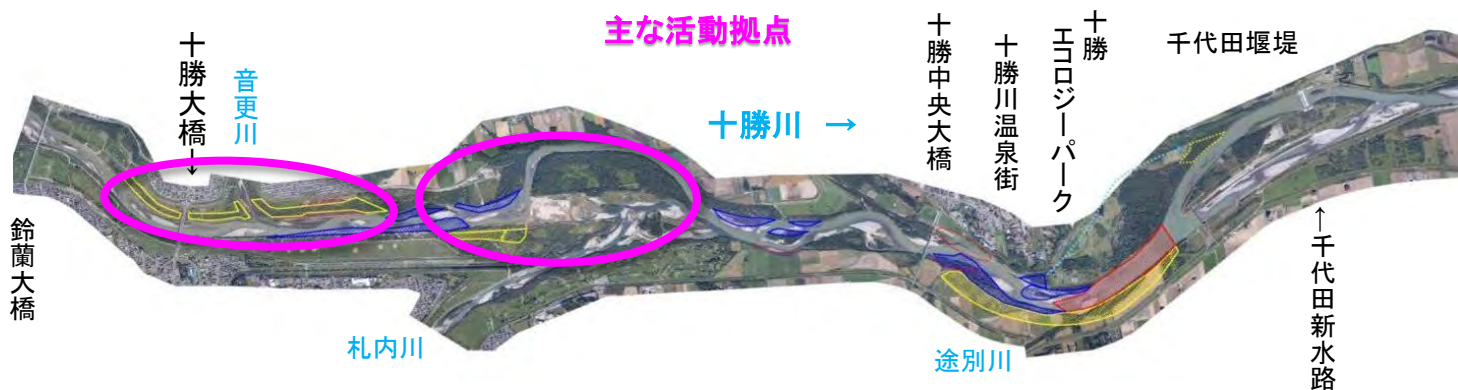 主な活動拠点
十勝大橋→
音更川
十勝川 →
十勝中央大橋
十勝川温泉街
十勝
エコロジーパーク
千代田堰堤
鈴蘭大橋
札内川
途別川
←千代田新水路